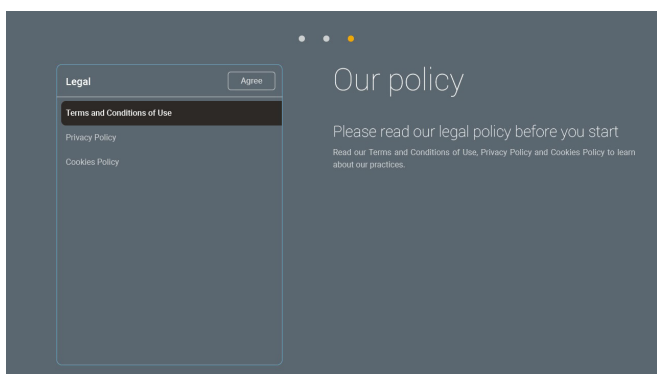 Legal
Agree
Terms and Conditions of Use
Privacy Policy
Cookies Policy
Our policy
Please read our legal policy before you start
Read our Terms and Conditions of Use, Privacy Policy and Cookies Policy to learn
about our practices.